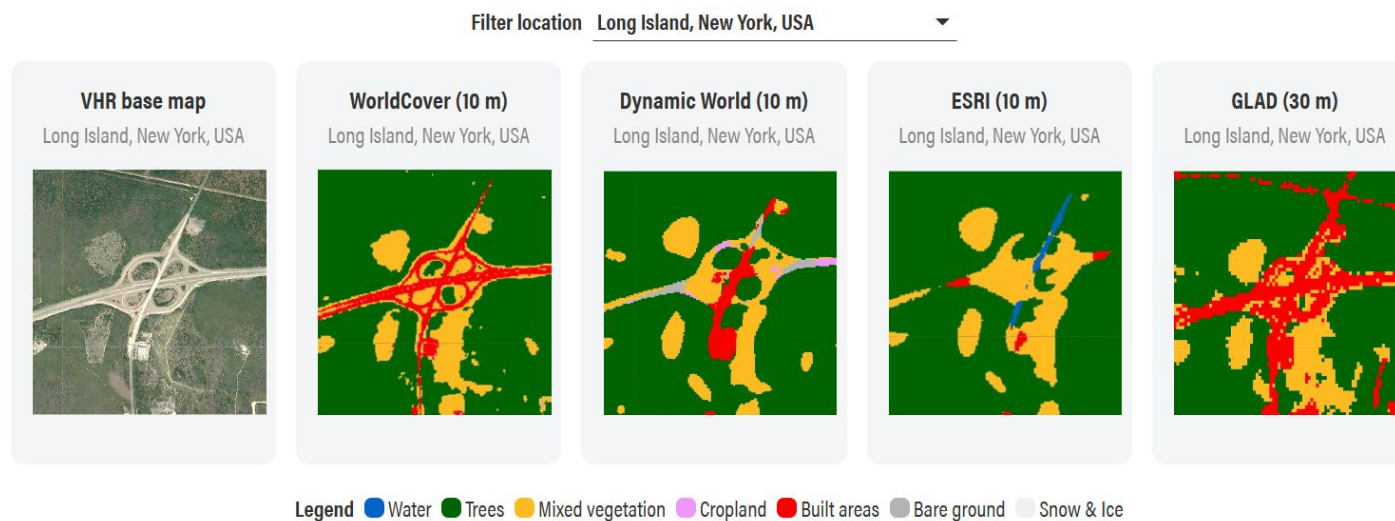 Filter location Long Island, New York, USA
VHR base map
Long Island, New York, USA
WorldCover (10 m)
Long Island, New York, USA
Dynamic World (10 m)
Long Island, New York, USA
ESRI (10 m)
Long Island, New York, USA
GLAD (30 m)
Long Island, New York, USA
Legend Water Trees Mixed vegetation Cropland Built areas Bare ground Snow & Ice